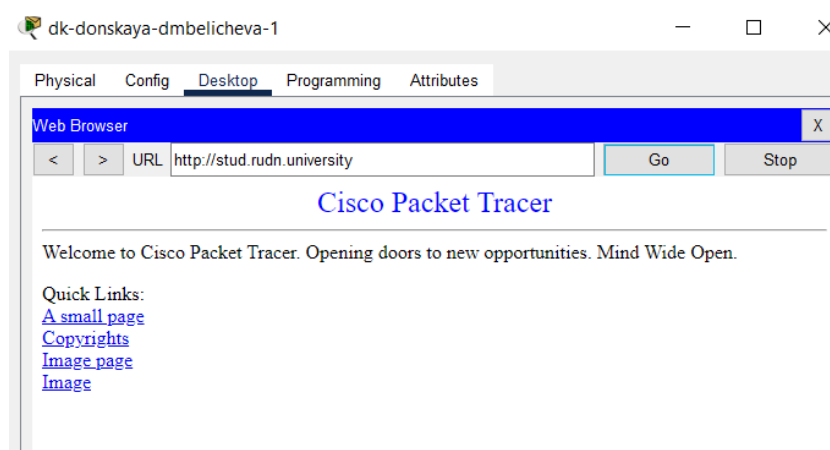 dk-donskaya-dmbelicheva-1
Physical Config Desktop Programming Attributes
Web Browser X
< > URL http://stud.rudn.university Go Stop
Cisco Packet Tracer
Welcome to Cisco Packet Tracer. Opening doors to new opportunities. Mind Wide Open.
Quick Links:
A small page
Copyrights
Image page
Image